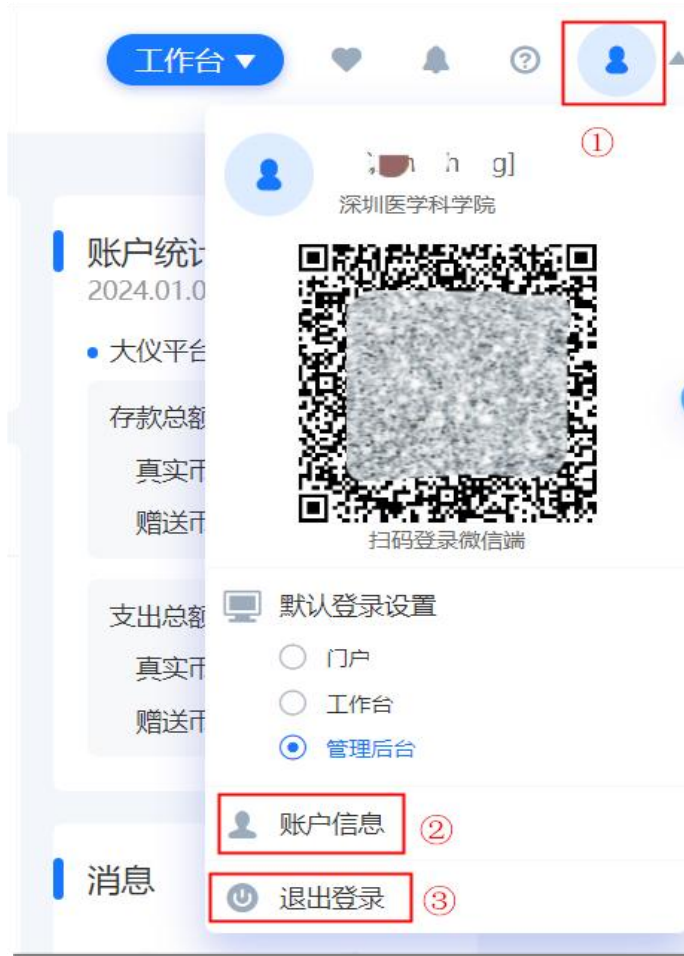 工作台
①
g]
深圳医学科学院
账户统计
2024.01.0
大仪平台
存款总额
真实币
赠送币
扫码登录微信端
支出总额
真实币
赠送币
默认登录设置
门户
工作台
管理后台
账户信息 ②
消息
退出登录 ③